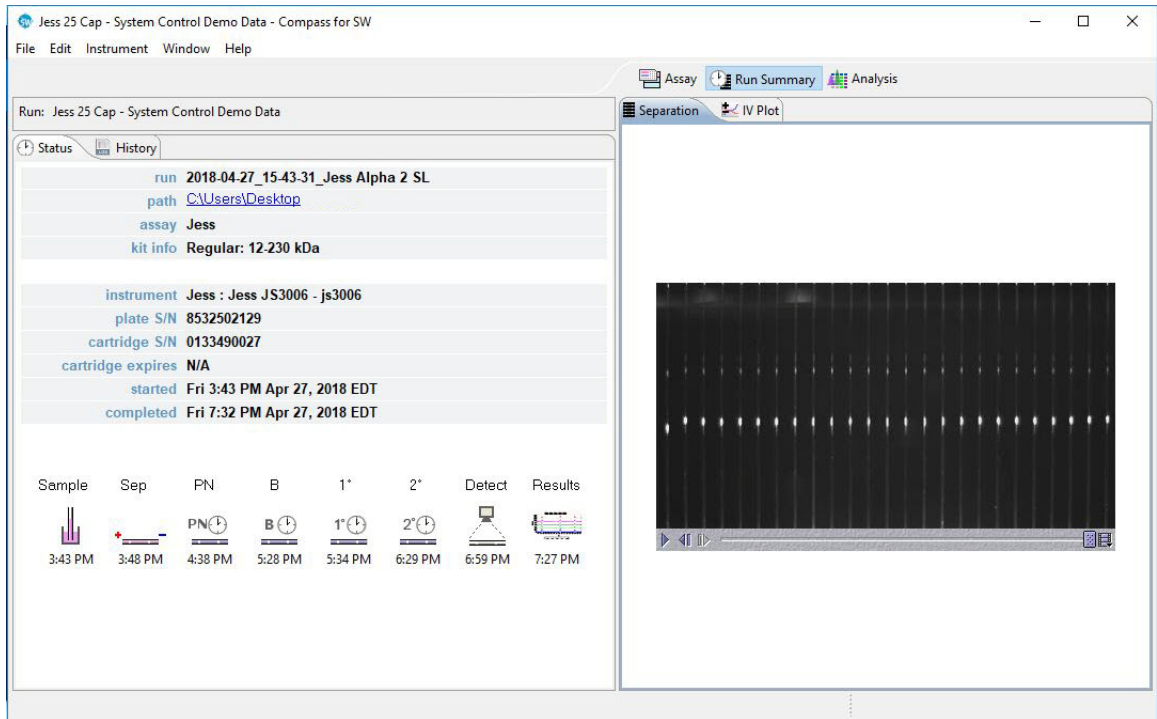 Jess 25 Cap - System Control Demo Data - Compass for SW
File Edit Instrument Window Help
Assay Run Summary Analysis
Run: Jess 25 Cap - System Control Demo Data
Separation IV Plot
Status History
run 2018-04-27_15-43-31_Jess Alpha 2 SL
path C:\Users\Desktop
assay Jess
kit info Regular: 12-230 kDa
instrument Jess : Jess JS3006 - js3006
plate S/N 8532502129
cartridge S/N 0133490027
cartridge expires N/A
started Fri 3:43 PM Apr 27, 2018 EDT
completed Fri 7:32 PM Apr 27, 2018 EDT
Sample Sep PN B 1° 2° Detect Results
PN B 1° 2°
3:43 PM 3:48 PM 4:38 PM 5:28 PM 5:34 PM 6:29 PM 6:59 PM 7:27 PM